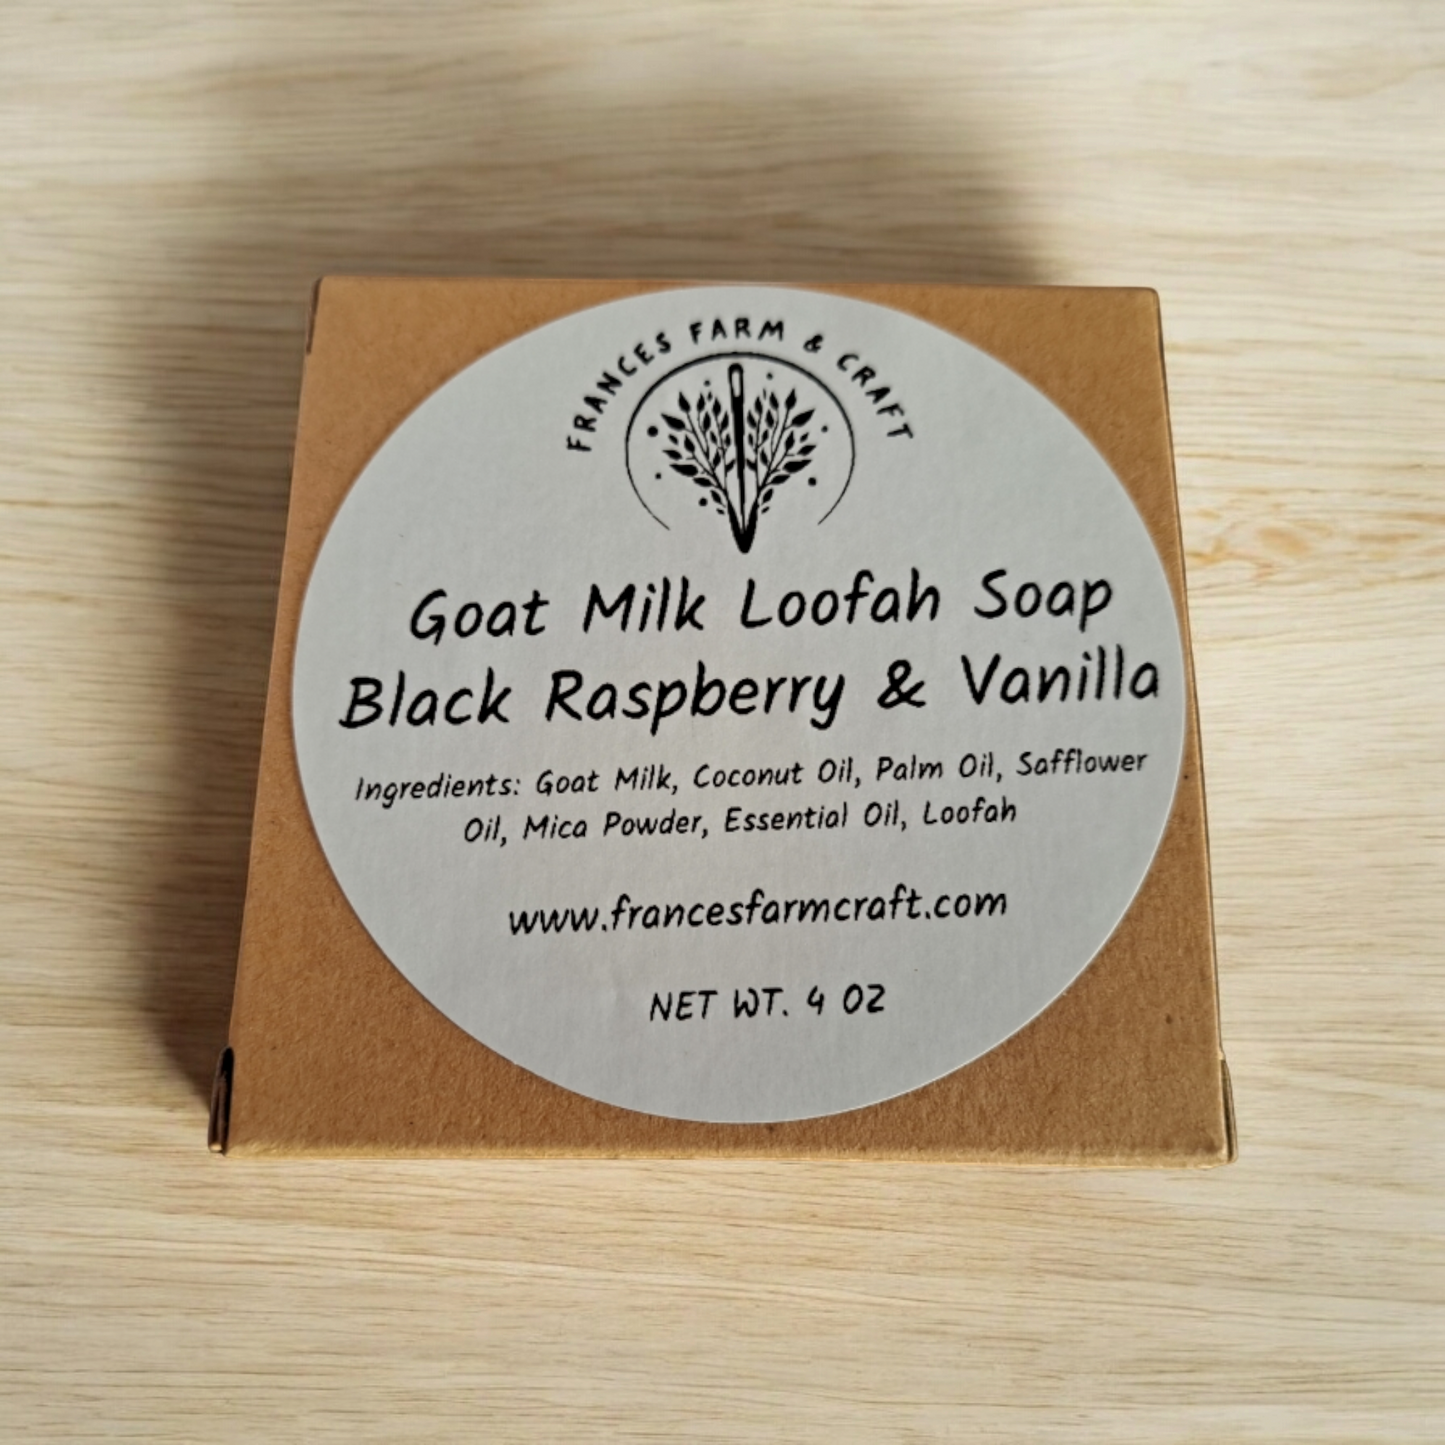 FRANCES FARM & CRAFT
Goat Milk Loofah Soap
Black Raspberry & Vanilla
Ingredients: Goat Milk, Coconut Oil, Palm Oil, Safflower
Oil, Mica Powder, Essential Oil, Loofah
www.francesfarmcraft.com
NET WT. 4 OZ